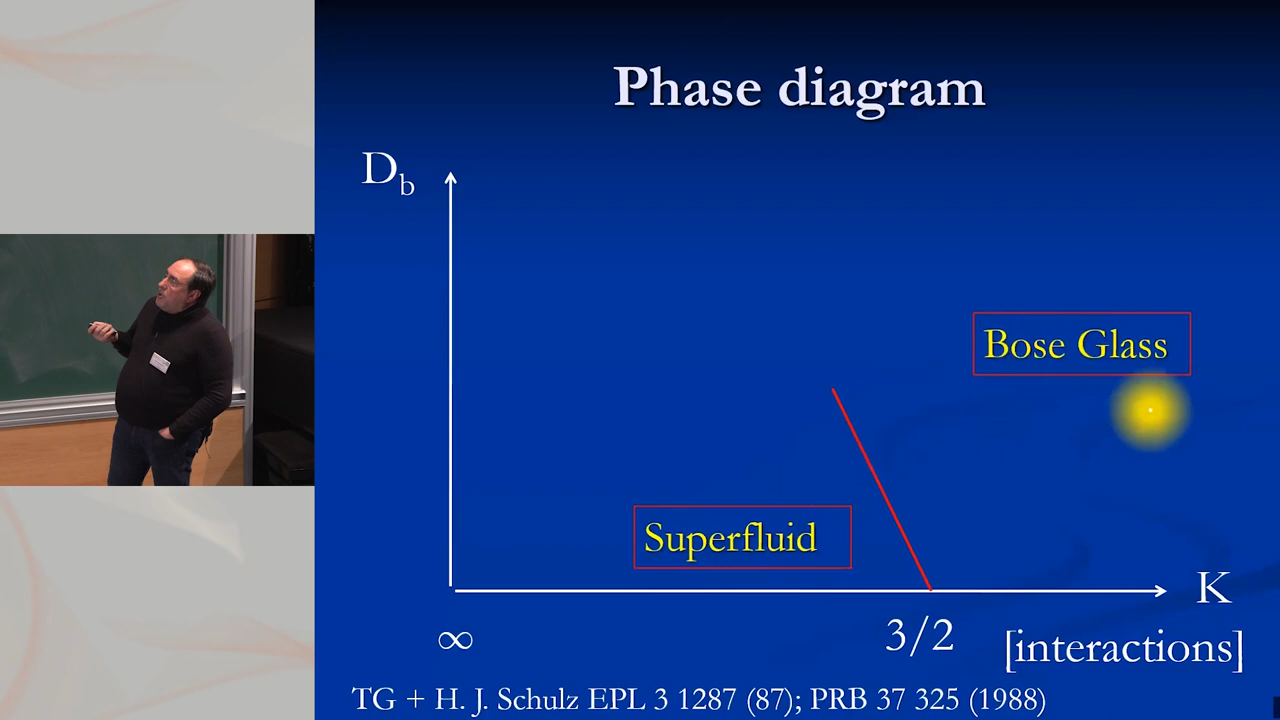 Phase diagram
D_b
Bose Glass
Superfluid
K
∞
3/2
[interactions]
TG + H. J. Schulz EPL 3 1287 (87); PRB 37 325 (1988)